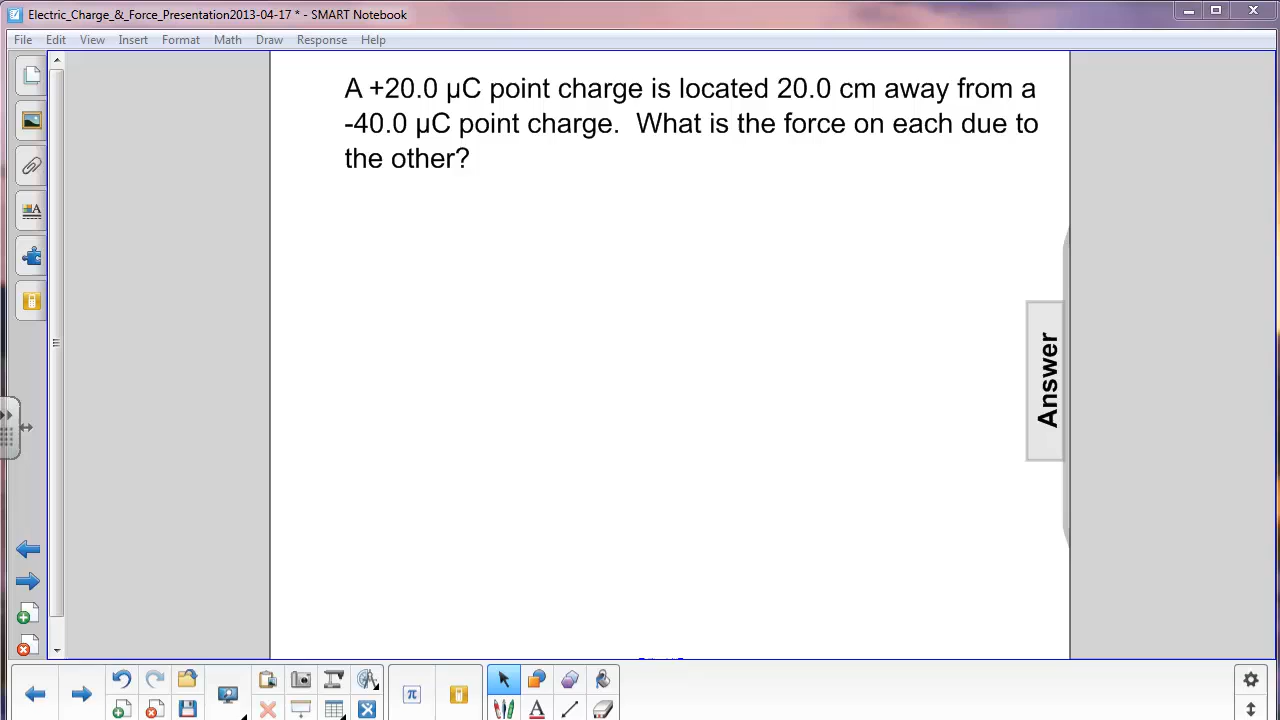 Electric_Charge_&_Force_Presentation2013-04-17 * - SMART Notebook
File Edit View Insert Format Math Draw Response Help
A +20.0 µC point charge is located 20.0 cm away from a
-40.0 µC point charge.  What is the force on each due to
the other?
Answer